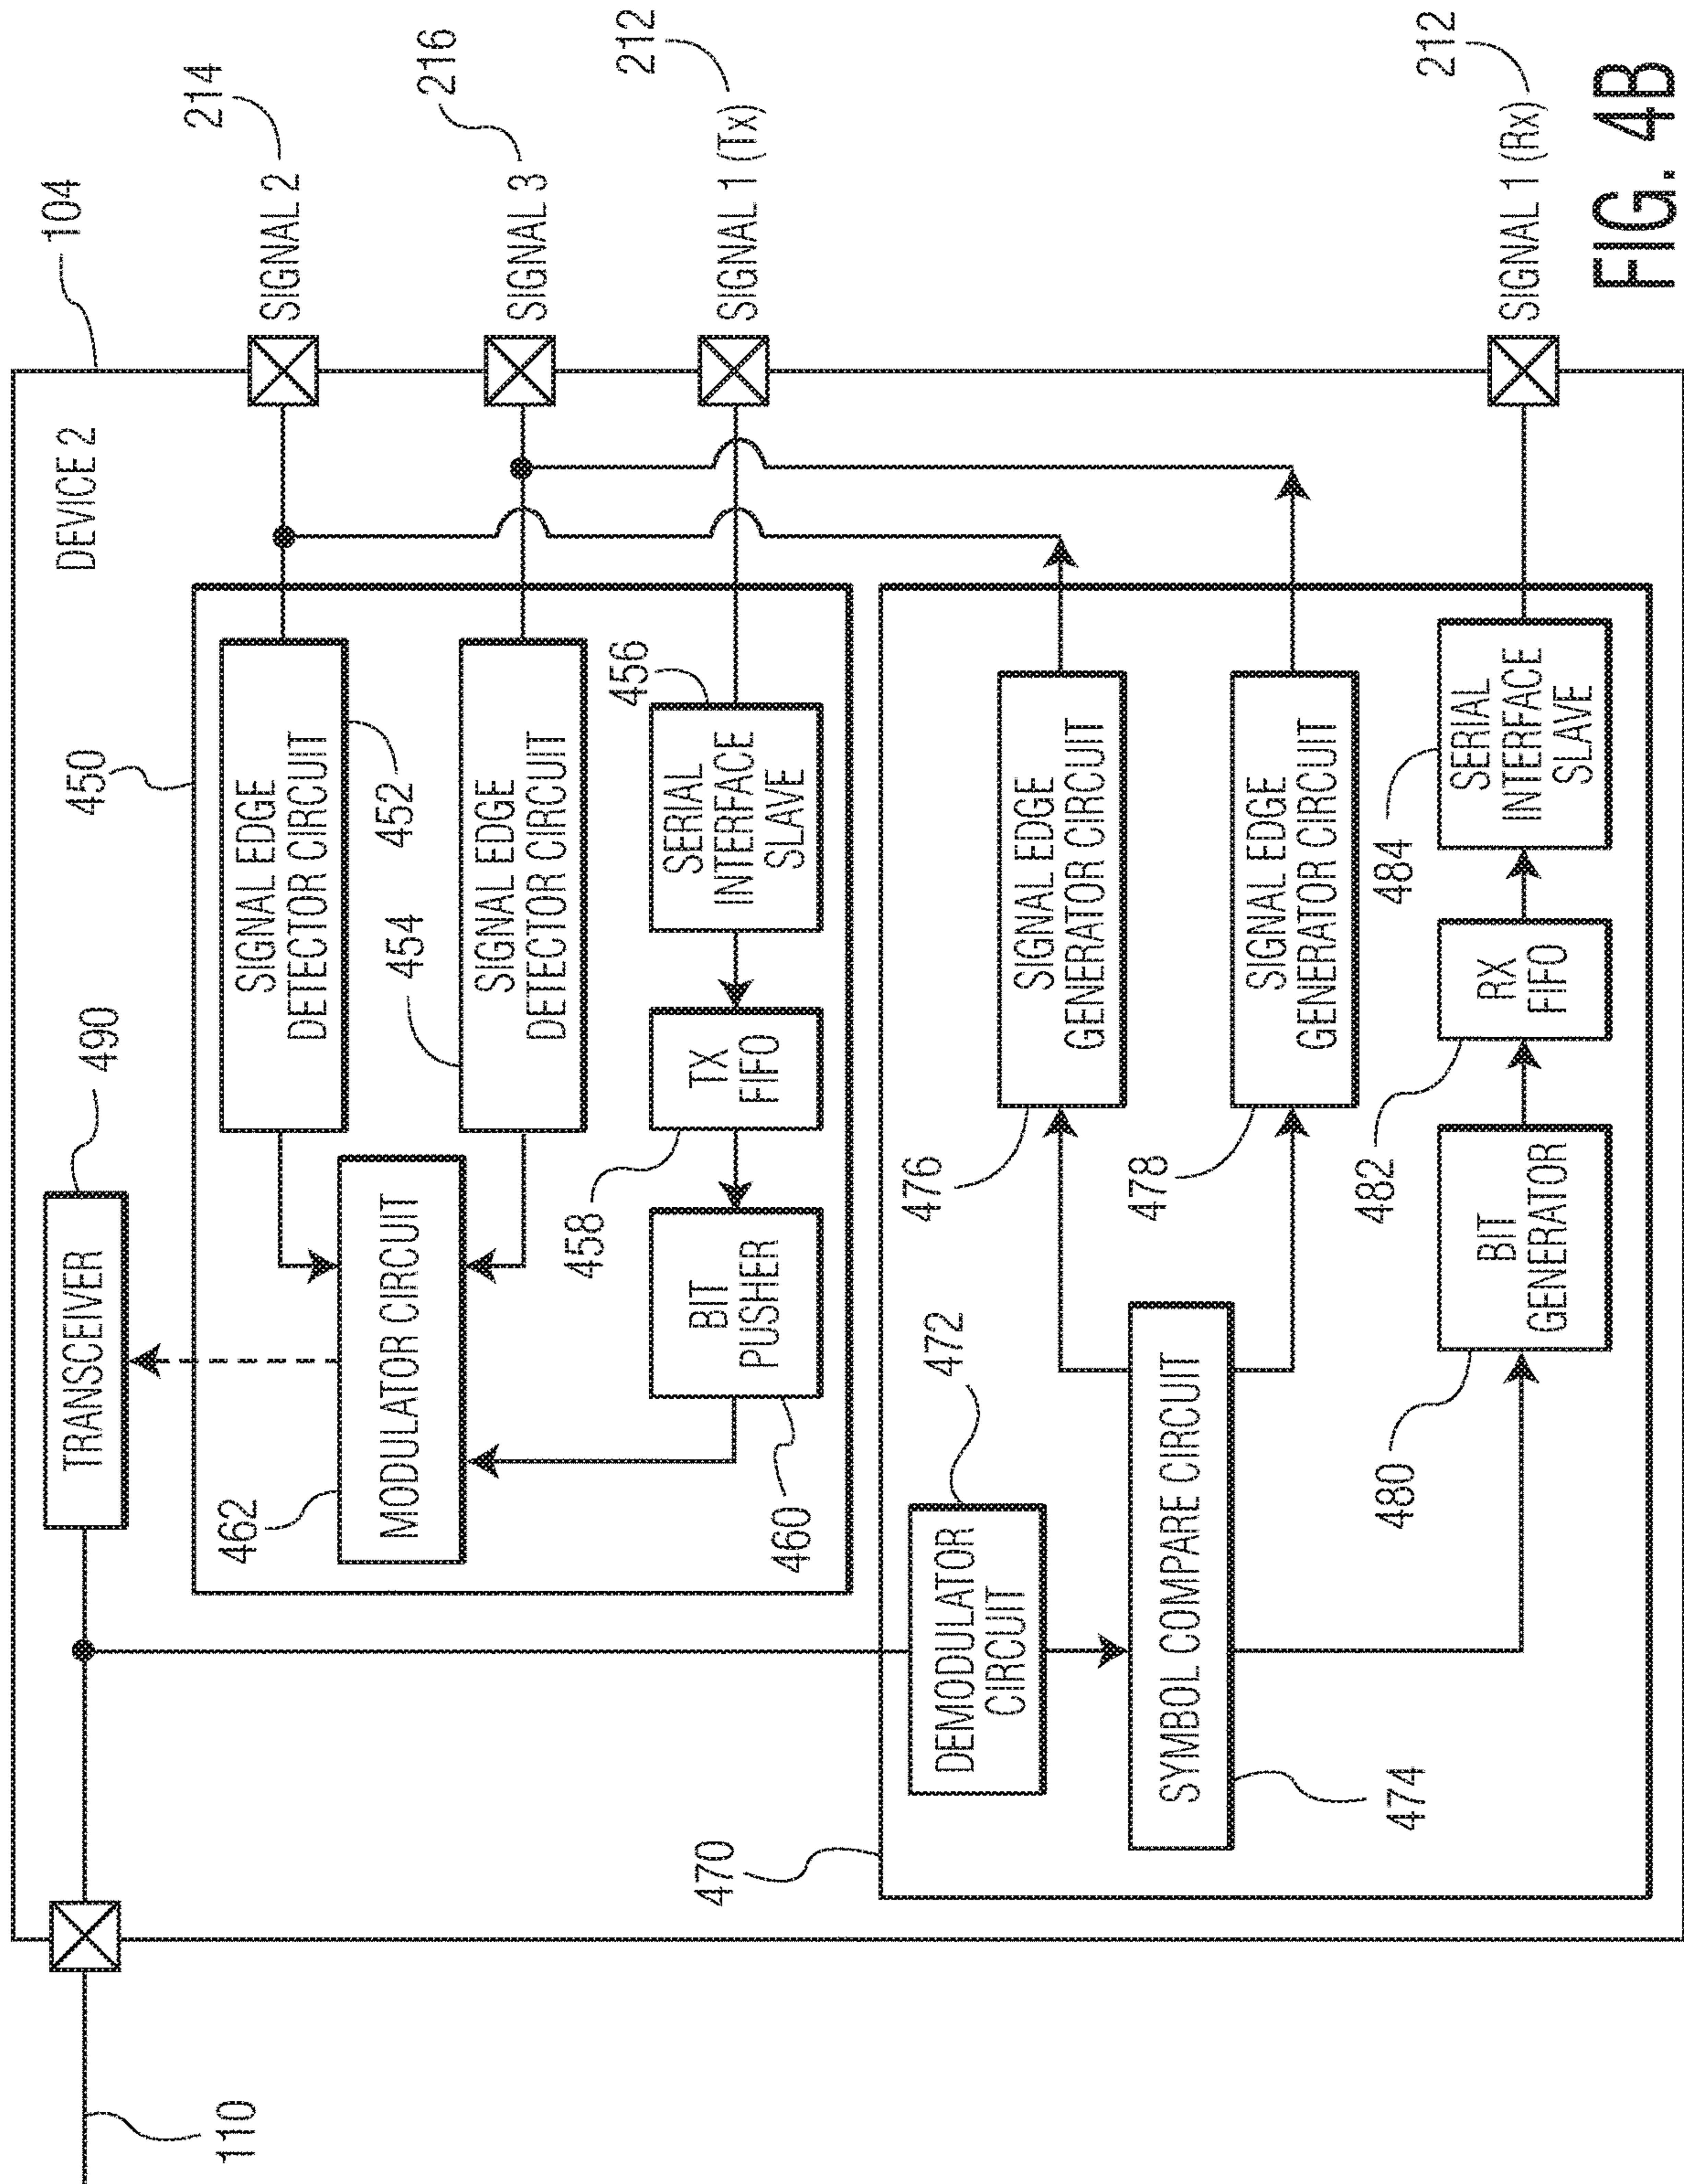 104
DEVICE 2
214
SIGNAL 2
216
SIGNAL 3
212
SIGNAL 1 (Tx)
212
SIGNAL 1 (Rx)
110
490
TRANSCEIVER
450
SIGNAL EDGE
DETECTOR CIRCUIT
452
454
SIGNAL EDGE
DETECTOR CIRCUIT
456
SERIAL
INTERFACE
SLAVE
458
TX
FIFO
460
BIT
PUSHER
462
MODULATOR CIRCUIT
470
472
DEMODULATOR
CIRCUIT
474
SYMBOL COMPARE CIRCUIT
476
SIGNAL EDGE
GENERATOR CIRCUIT
478
SIGNAL EDGE
GENERATOR CIRCUIT
480
BIT
GENERATOR
482
RX
FIFO
484
SERIAL
INTERFACE
SLAVE
FIG. 4B